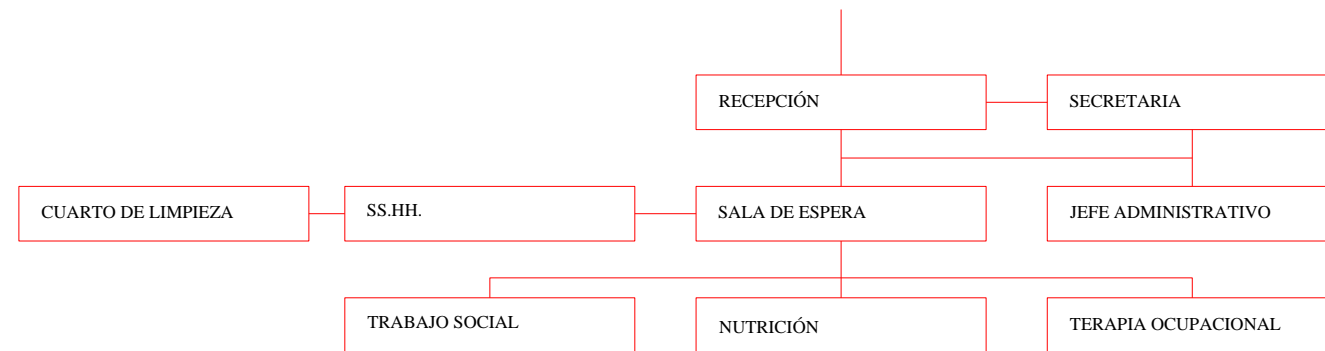 RECEPCIÓN
SECRETARIA
CUARTO DE LIMPIEZA
SS.HH.
SALA DE ESPERA
JEFE ADMINISTRATIVO
TRABAJO SOCIAL
NUTRICIÓN
TERAPIA OCUPACIONAL